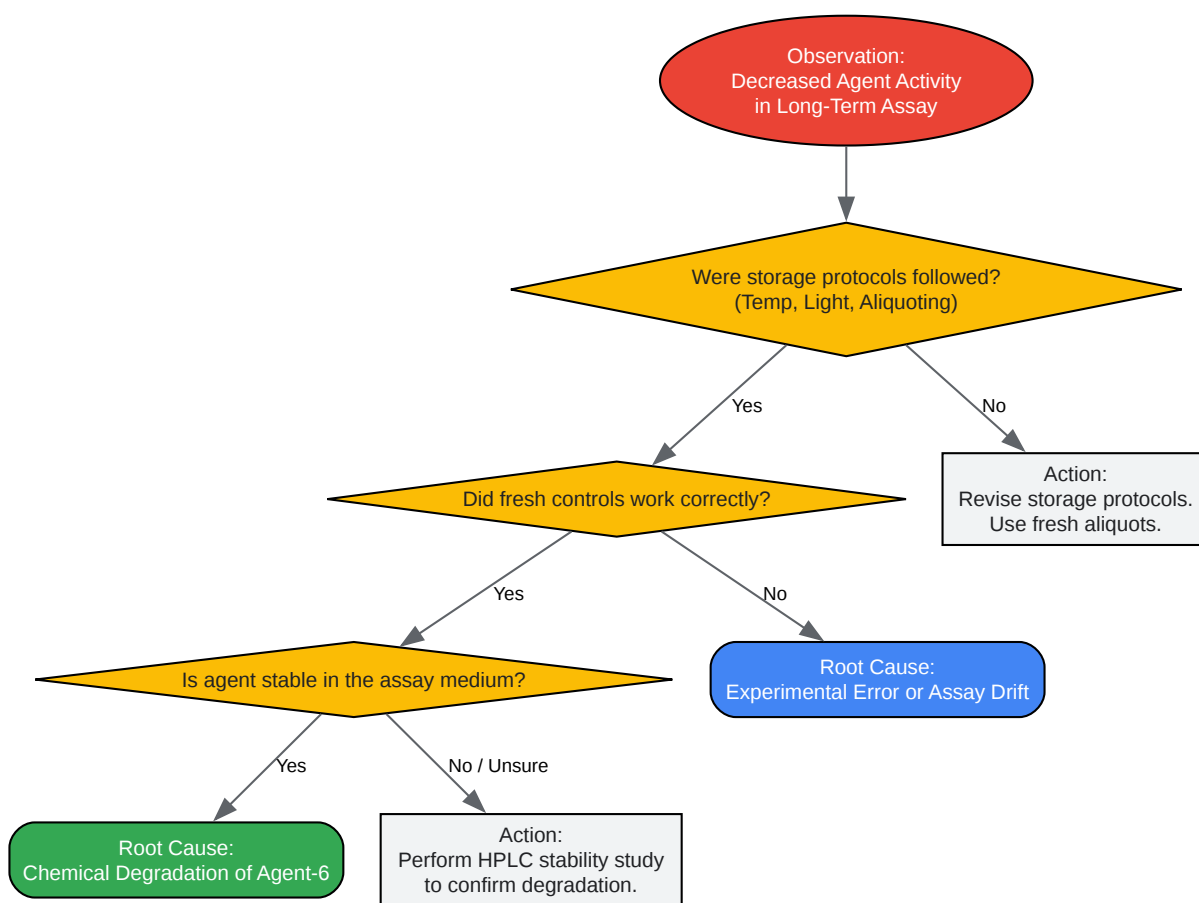 Observation:
Decreased Agent Activity
in Long-Term Assay
Were storage protocols followed?
(Temp, Light, Aliquoting)
Yes
No
Action:
Revise storage protocols.
Use fresh aliquots.
Did fresh controls work correctly?
Yes
No
Root Cause:
Experimental Error or Assay Drift
Is agent stable in the assay medium?
Yes
No / Unsure
Root Cause:
Chemical Degradation of Agent-6
Action:
Perform HPLC stability study
to confirm degradation.